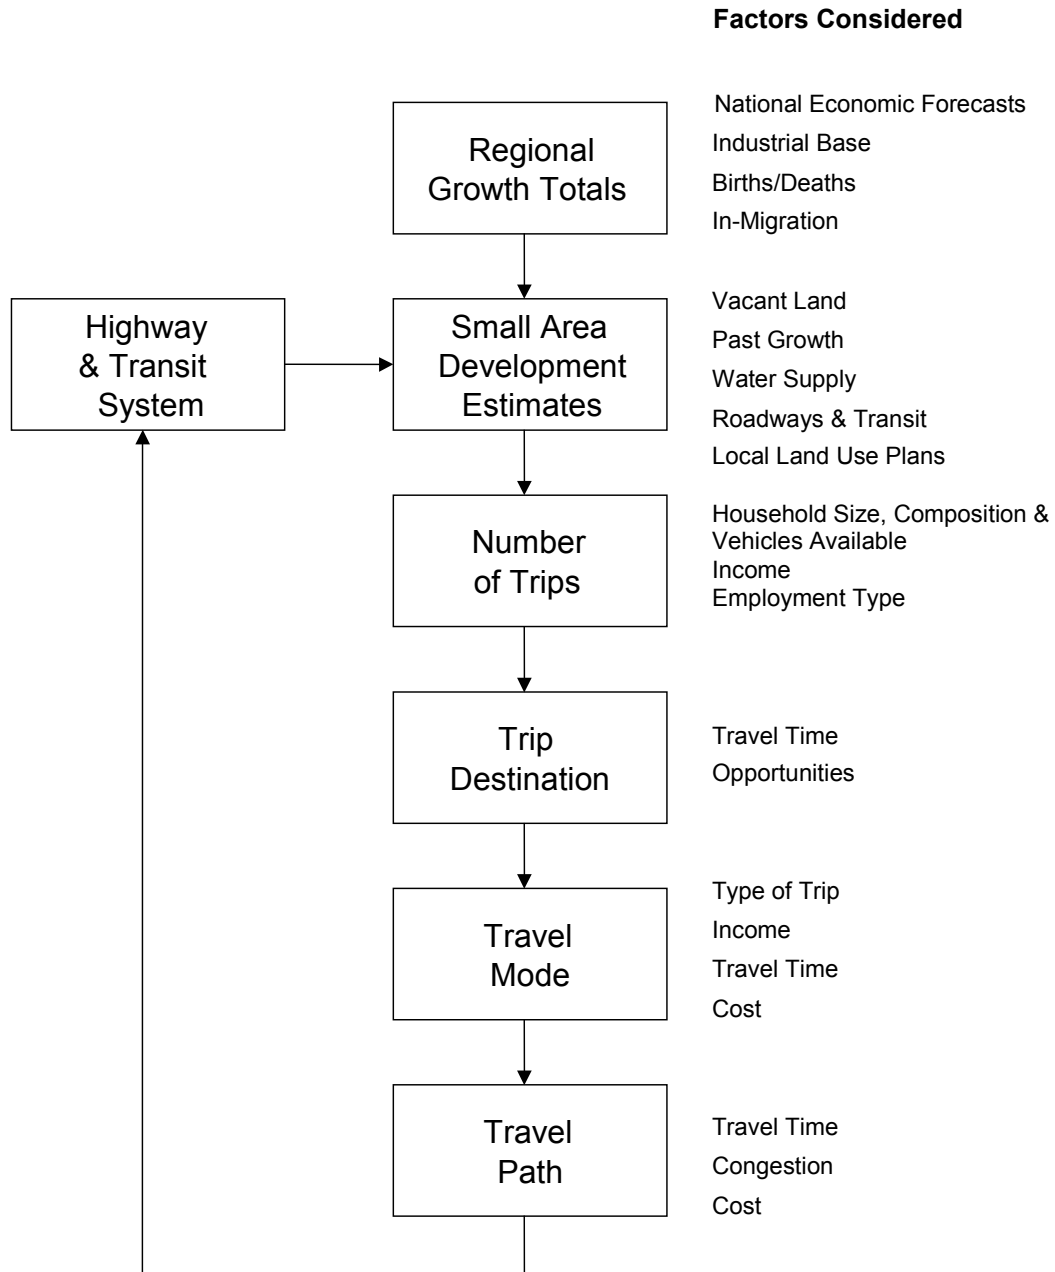 Factors Considered
Regional
Growth Totals
National Economic Forecasts
Industrial Base
Births/Deaths
In-Migration
Highway
& Transit
System
Small Area
Development
Estimates
Vacant Land
Past Growth
Water Supply
Roadways & Transit
Local Land Use Plans
Number
of Trips
Household Size, Composition &
Vehicles Available
Income
Employment Type
Trip
Destination
Travel Time
Opportunities
Travel
Mode
Type of Trip
Income
Travel Time
Cost
Travel
Path
Travel Time
Congestion
Cost